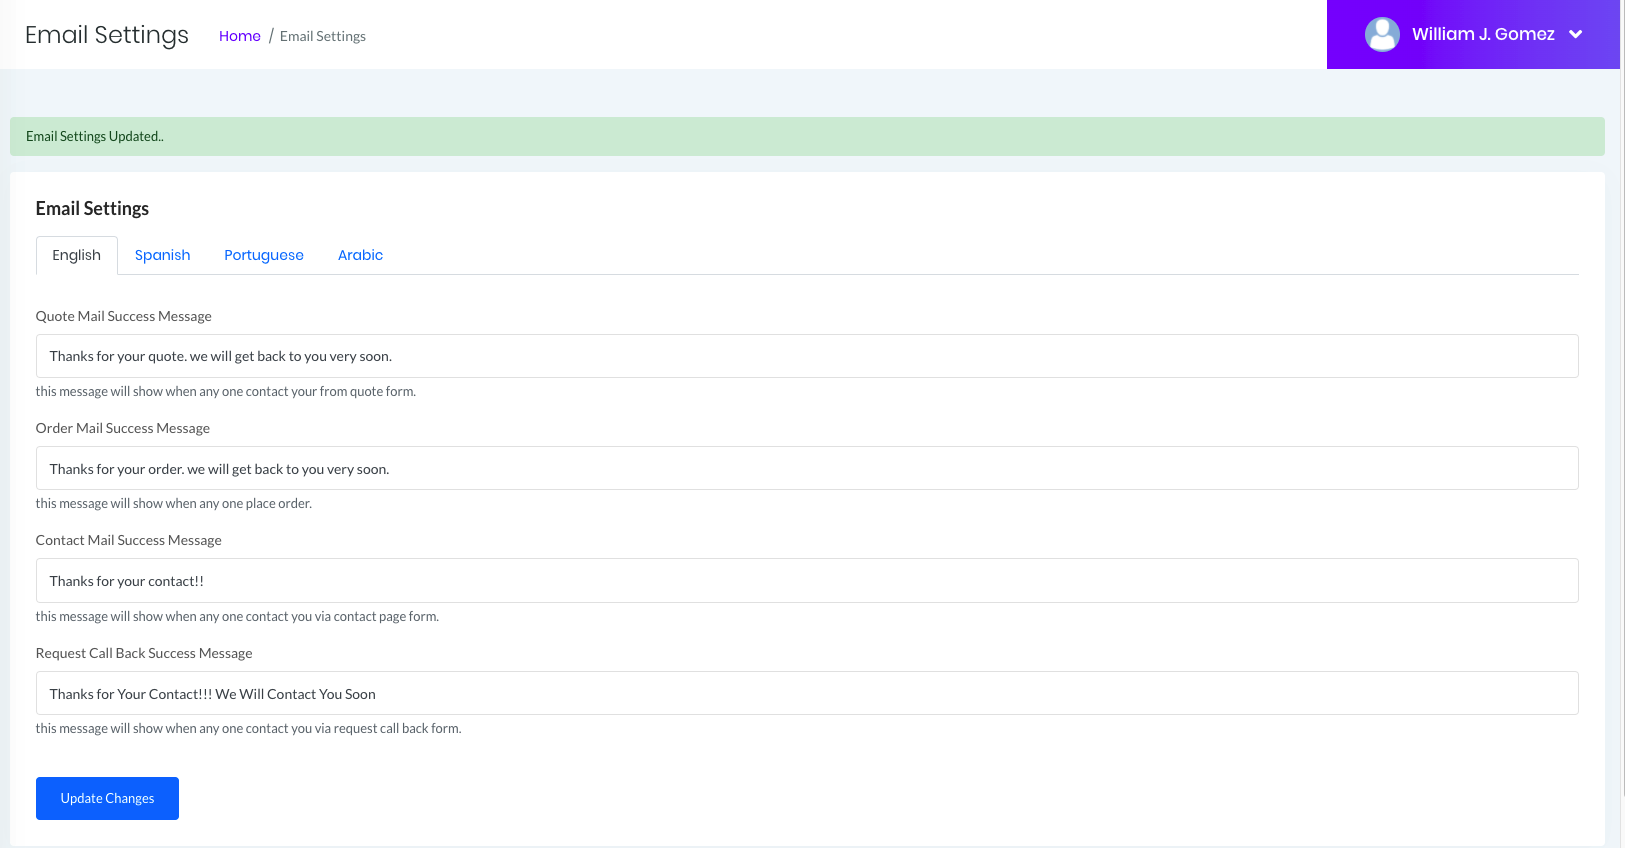 Email Settings
Home / Email Settings
William J. Gomez
Email Settings Updated..
Email Settings
English
Spanish
Portuguese
Arabic
Quote Mail Success Message
Thanks for your quote. we will get back to you very soon.
this message will show when any one contact your from quote form.
Order Mail Success Message
Thanks for your order. we will get back to you very soon.
this message will show when any one place order.
Contact Mail Success Message
Thanks for your contact!!
this message will show when any one contact you via contact page form.
Request Call Back Success Message
Thanks for Your Contact!!! We Will Contact You Soon
this message will show when any one contact you via request call back form.
Update Changes